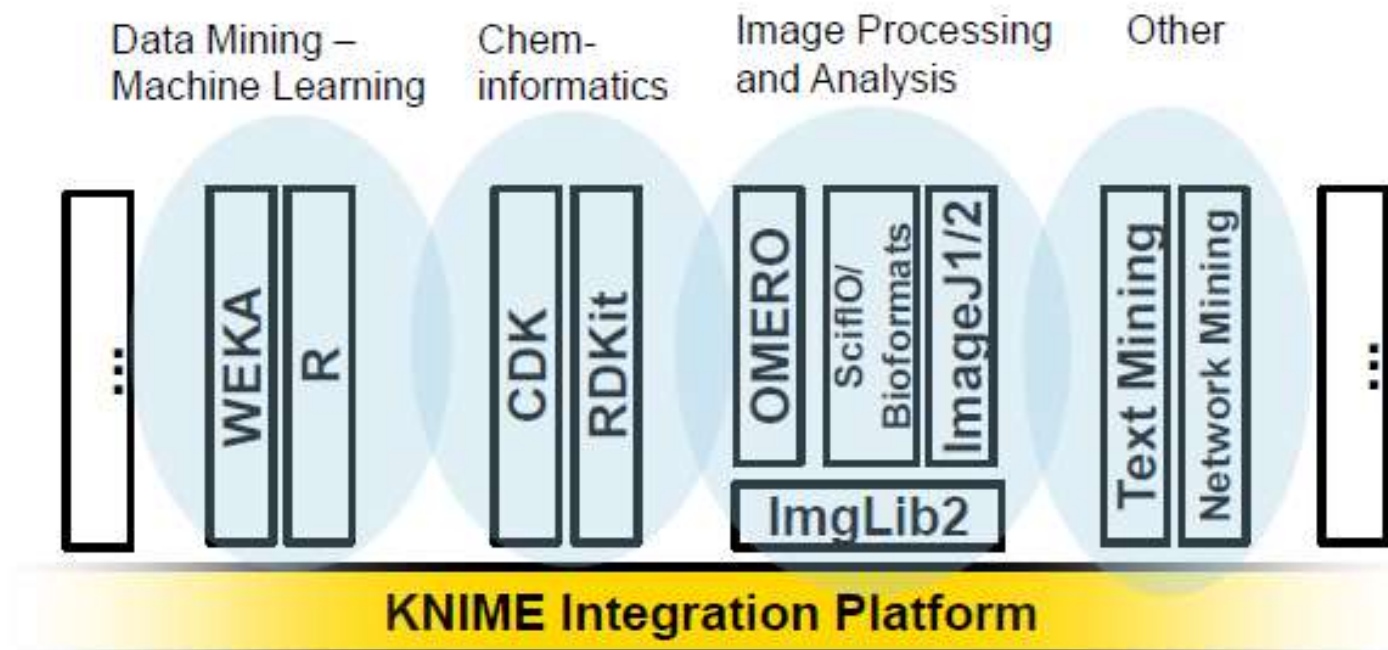 Data Mining –
Machine Learning
Chem-
informatics
Image Processing
and Analysis
Other
...
WEKA
R
CDK
RDKit
OMERO
ScifIO/
Bioformats
ImageJ1/2
ImgLib2
Text Mining
Network Mining
...
KNIME Integration Platform